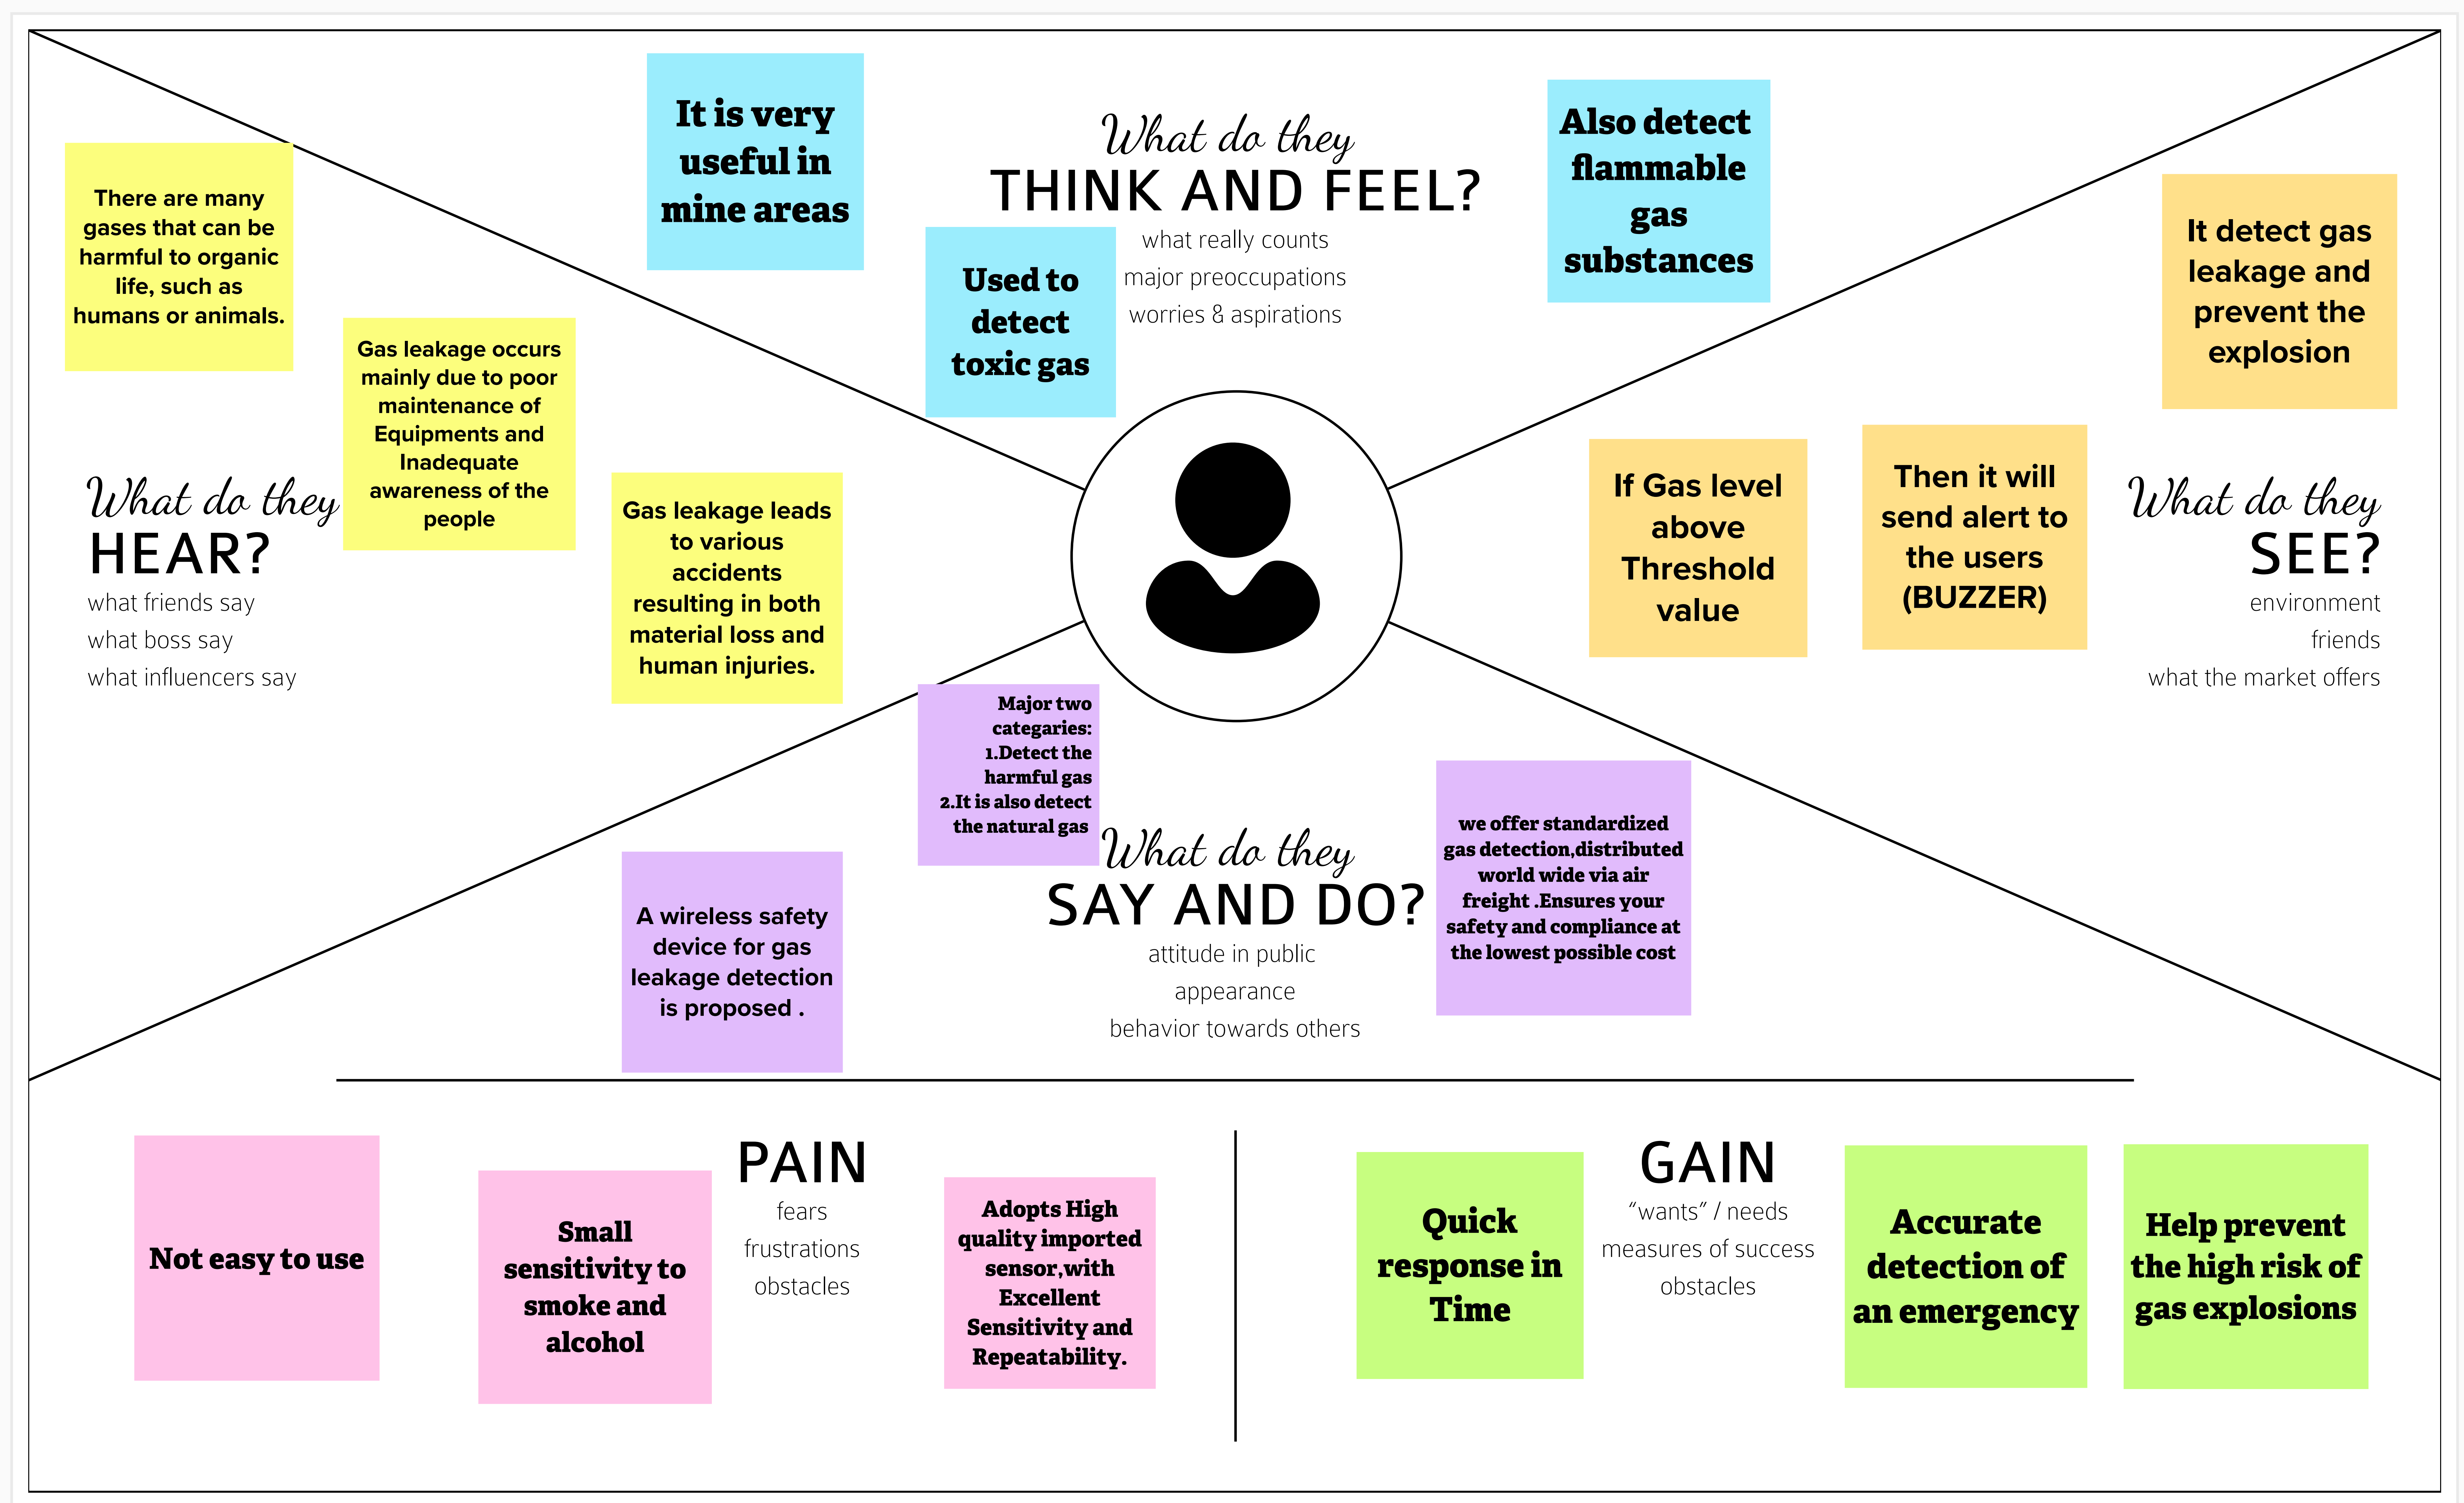 What do they
THINK AND FEEL?
what really counts
major preoccupations
worries & aspirations
It is very
useful in
mine areas
Used to
detect
toxic gas
Also detect
flammable
gas
substances
There are many
gases that can be
harmful to organic
life, such as
humans or animals.
Gas leakage occurs
mainly due to poor
maintenance of
Equipments and
Inadequate
awareness of the
people
Gas leakage leads
to various
accidents
resulting in both
material loss and
human injuries.
What do they
HEAR?
what friends say
what boss say
what influencers say
It detect gas
leakage and
prevent the
explosion
If Gas level
above
Threshold
value
Then it will
send alert to
the users
(BUZZER)
What do they
SEE?
environment
friends
what the market offers
Major two
categaries:
1.Detect the
harmful gas
2.It is also detect
the natural gas
A wireless safety
device for gas
leakage detection
is proposed .
What do they
SAY AND DO?
attitude in public
appearance
behavior towards others
we offer standardized
gas detection,distributed
world wide via air
freight .Ensures your
safety and compliance at
the lowest possible cost
PAIN
fears
frustrations
obstacles
Not easy to use
Small
sensitivity to
smoke and
alcohol
Adopts High
quality imported
sensor,with
Excellent
Sensitivity and
Repeatability.
GAIN
“wants” / needs
measures of success
obstacles
Quick
response in
Time
Accurate
detection of
an emergency
Help prevent
the high risk of
gas explosions